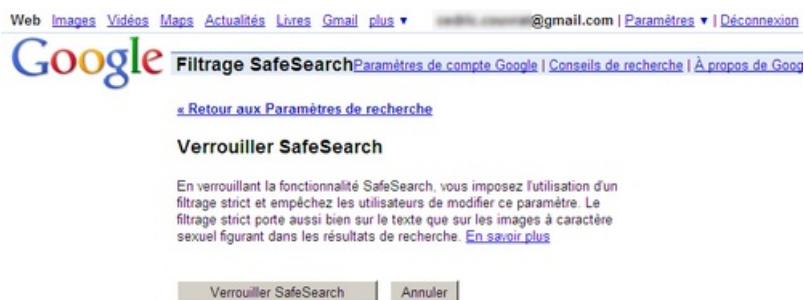 Web Images Vidéos Maps Actualités Livres Gmail plus ▼ @gmail.com | Paramètres ▼ | Déconnexion
Google Filtrage SafeSearch Paramètres de compte Google | Conseils de recherche | À propos de Goog
« Retour aux Paramètres de recherche
Verrouiller SafeSearch
En verrouillant la fonctionnalité SafeSearch, vous imposez l'utilisation d'un
filtrage strict et empêchez les utilisateurs de modifier ce paramètre. Le
filtrage strict porte aussi bien sur le texte que sur les images à caractère
sexuel figurant dans les résultats de recherche. En savoir plus
Verrouiller SafeSearch Annuler